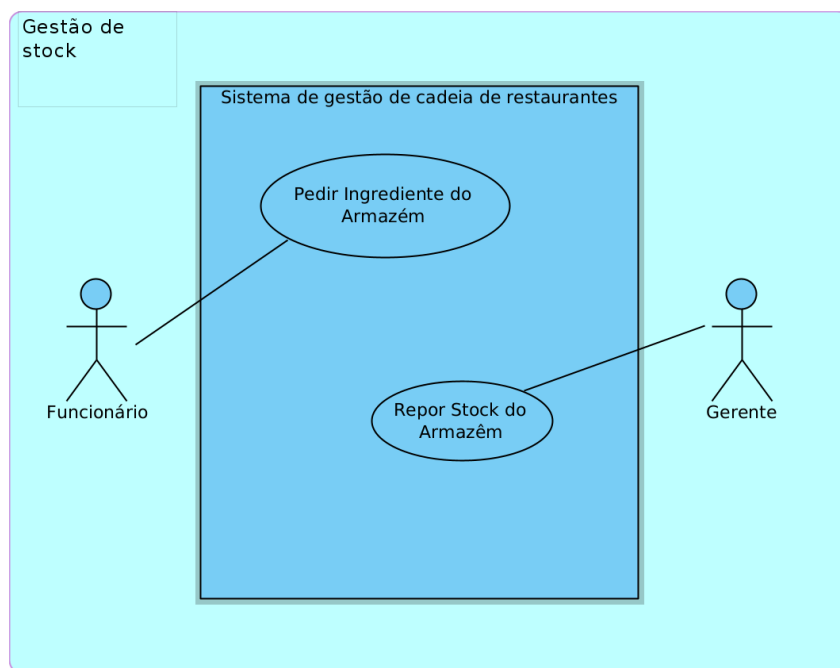 Gestão de
stock
Sistema de gestão de cadeia de restaurantes
Pedir Ingrediente do
Armazém
Funcionário
Repor Stock do
Armazêm
Gerente